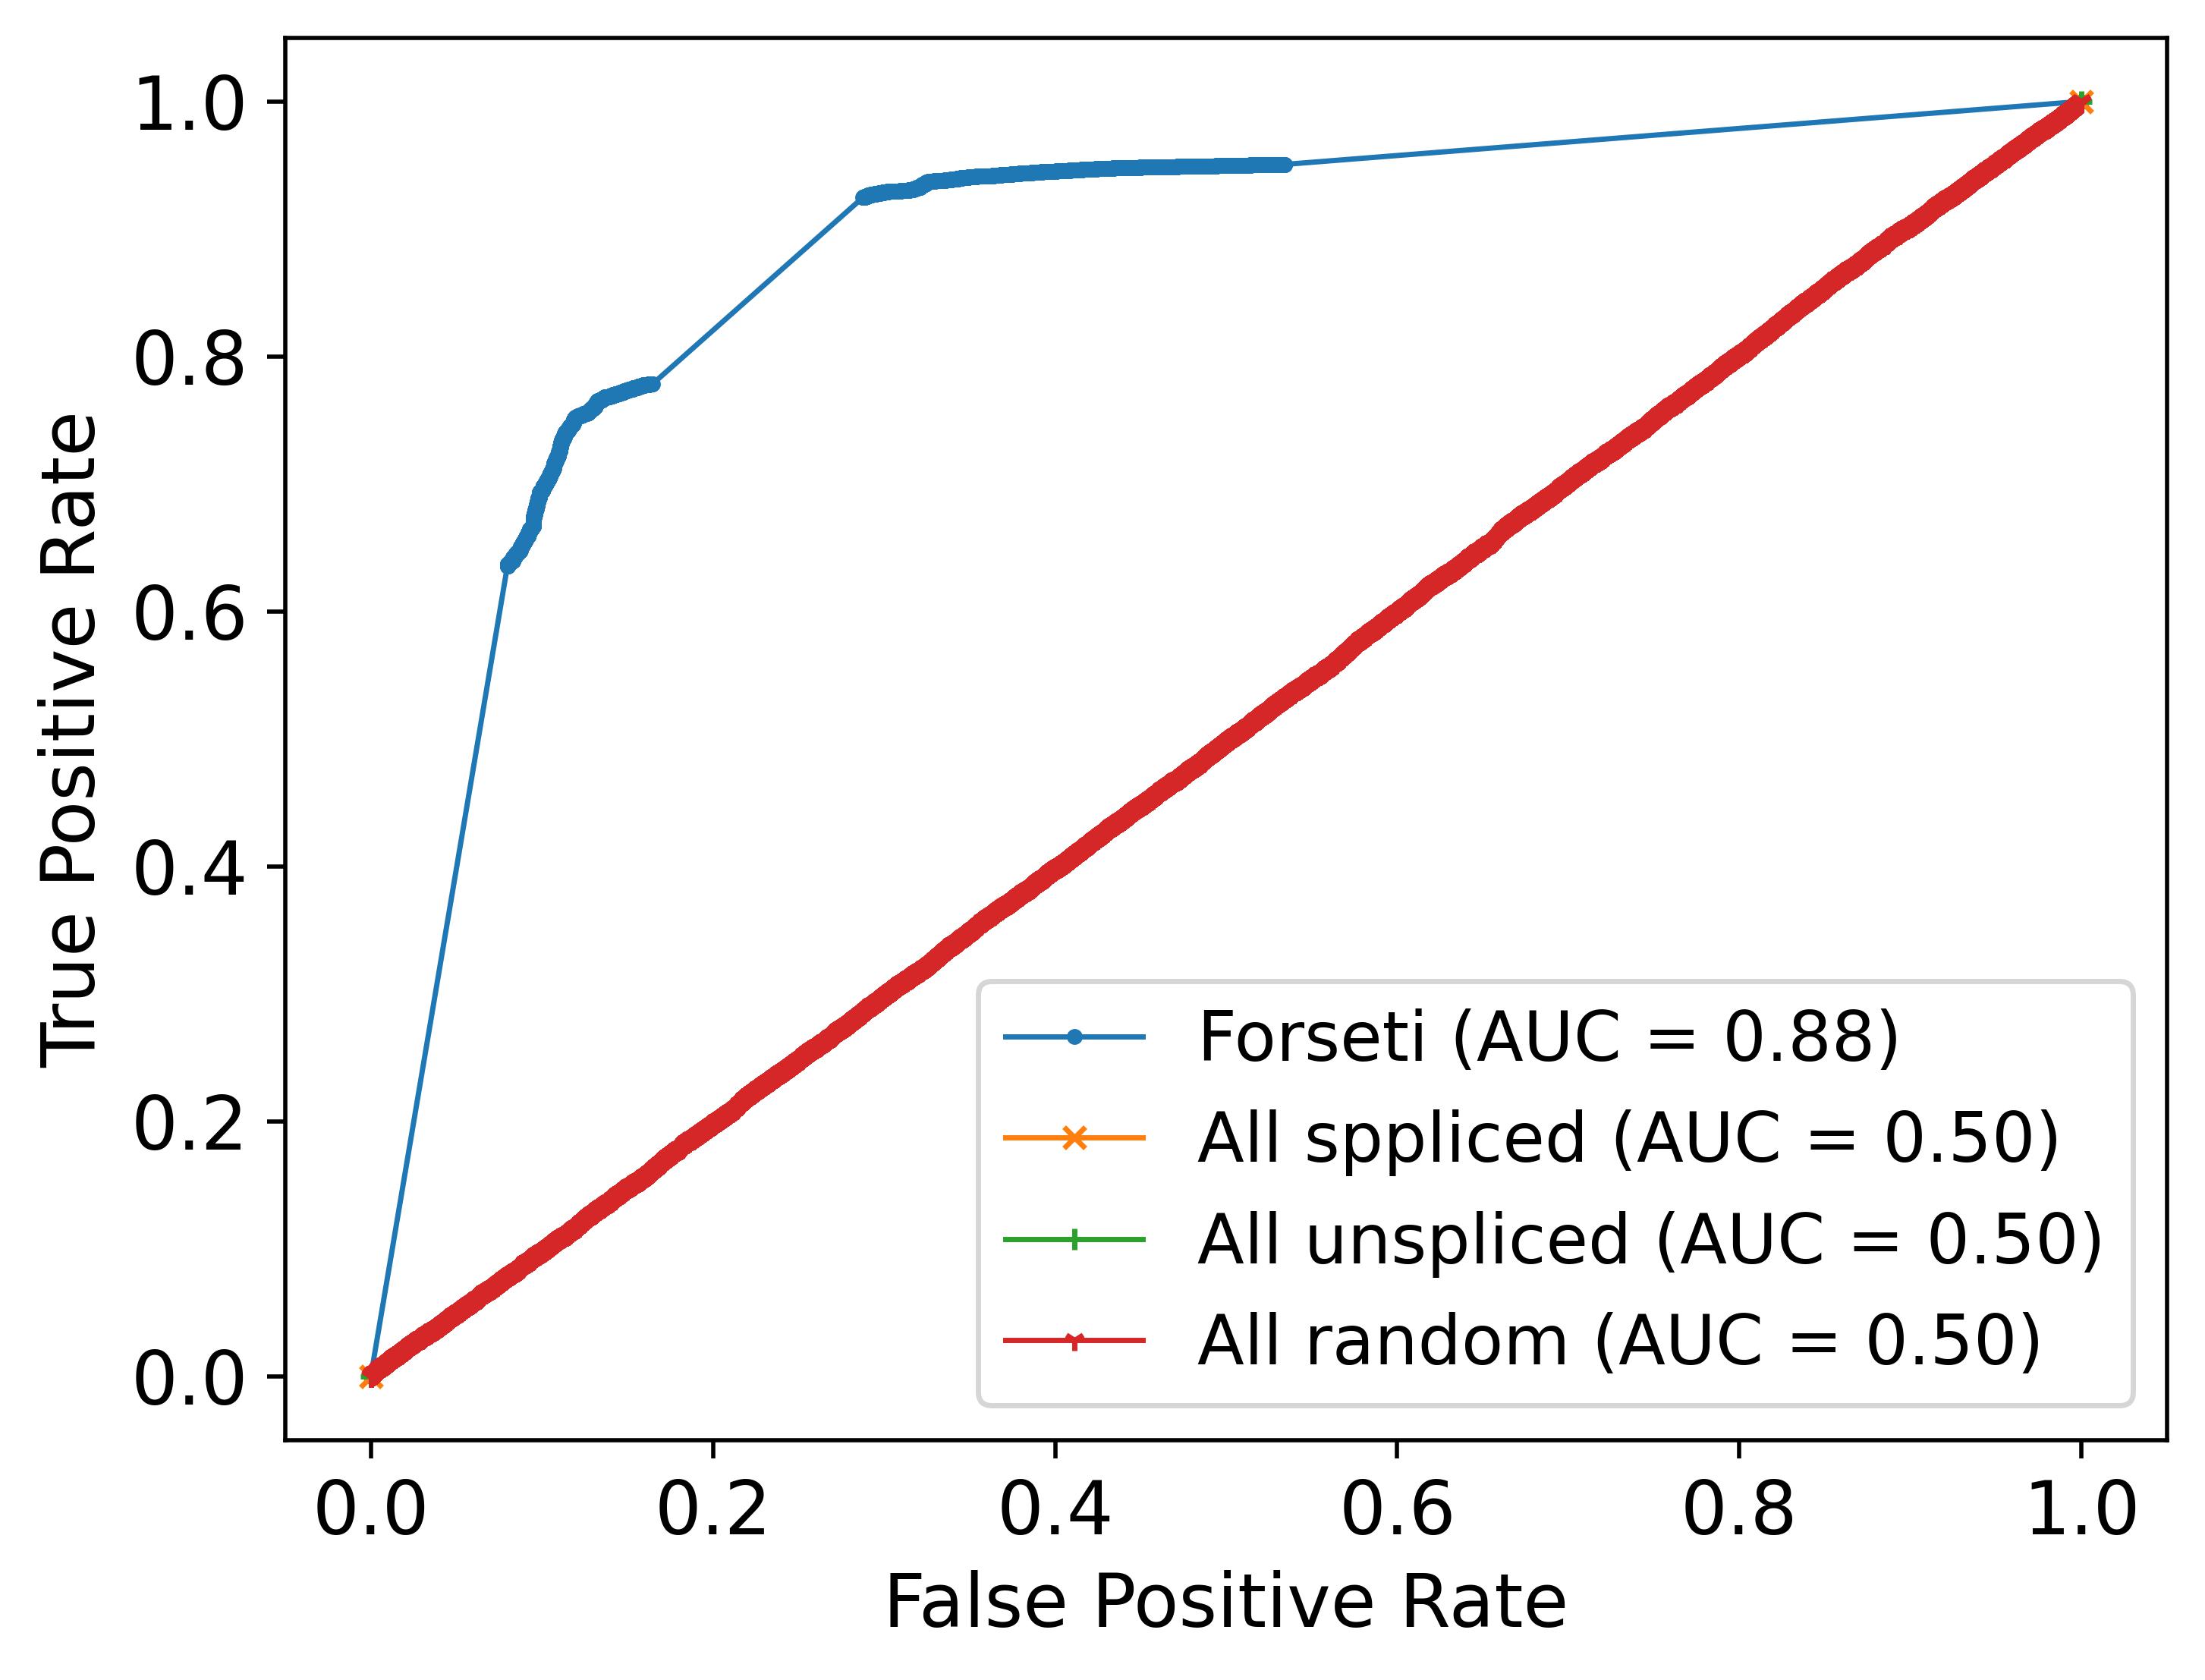 1.0
0.8
0.6
0.4
0.2
0.0
True Positive Rate
Forseti (AUC = 0.88)
All sppliced (AUC = 0.50)
All unspliced (AUC = 0.50)
All random (AUC = 0.50)
0.0 0.2 0.4 0.6 0.8 1.0
False Positive Rate